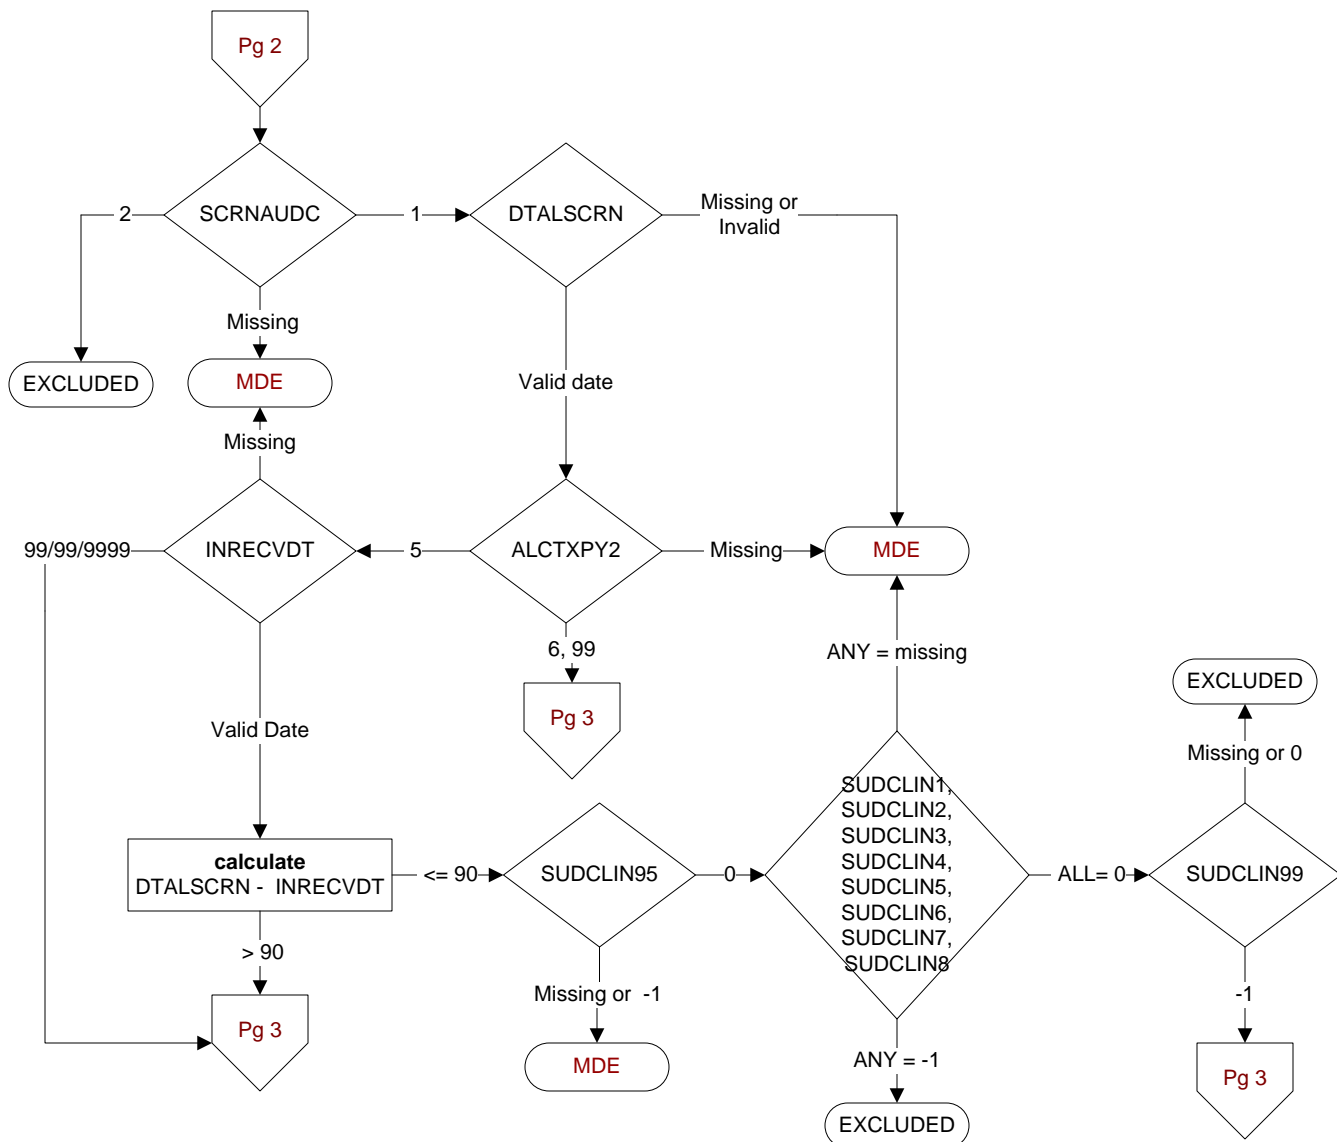 Pg 2
SCRNAUDC
2
1
DTALSCRN
Missing or
Invalid
Missing
Valid date
EXCLUDED
MDE
Missing
99/99/9999
INRECVDT
5
ALCTXPY2
Missing
MDE
6, 99
Pg 3
ANY = missing
EXCLUDED
Missing or 0
Valid Date
calculate
DTALSCRN - INRECVDT
<= 90
SUDCLIN95
0
SUDCLIN1,
SUDCLIN2,
SUDCLIN3,
SUDCLIN4,
SUDCLIN5,
SUDCLIN6,
SUDCLIN7,
SUDCLIN8
ALL= 0
SUDCLIN99
> 90
Pg 3
Missing or -1
MDE
ANY = -1
EXCLUDED
-1
Pg 3